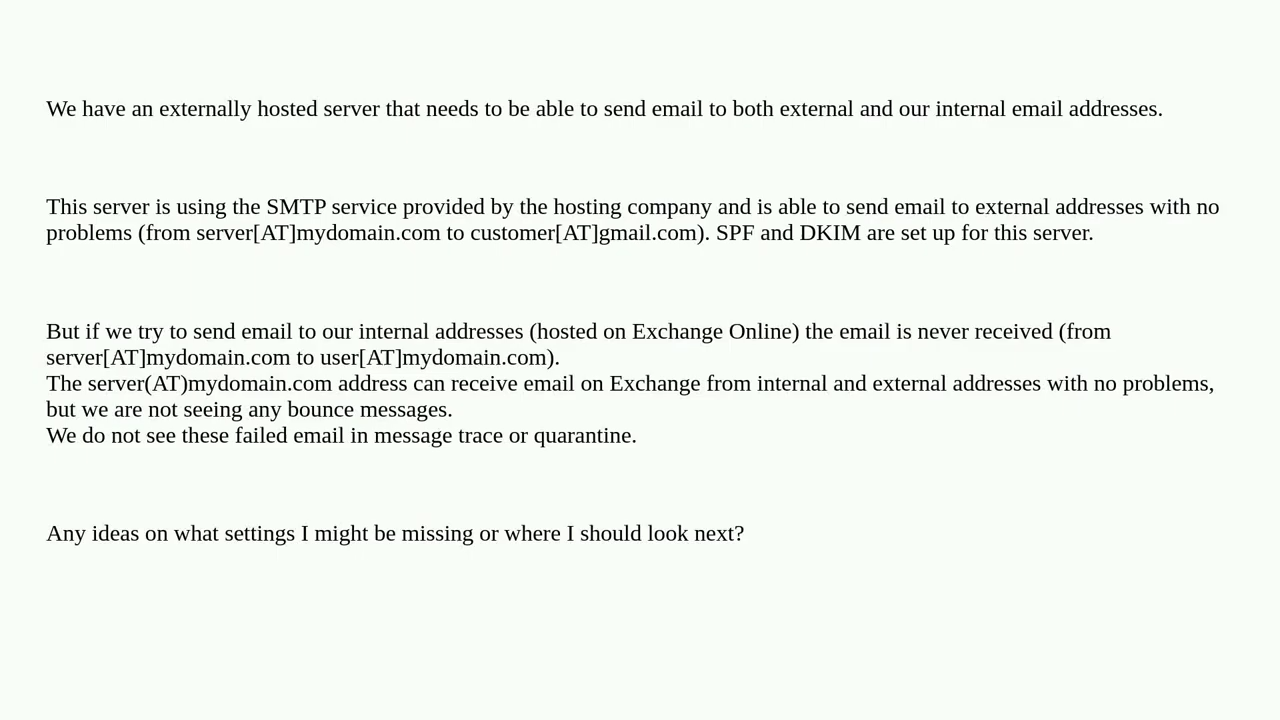 We have an externally hosted server that needs to be able to send email to both external and our internal email addresses.
This server is using the SMTP service provided by the hosting company and is able to send email to external addresses with no
problems (from server[AT]mydomain.com to customer[AT]gmail.com). SPF and DKIM are set up for this server.
But if we try to send email to our internal addresses (hosted on Exchange Online) the email is never received (from
server[AT]mydomain.com to user[AT]mydomain.com).
The server(AT)mydomain.com address can receive email on Exchange from internal and external addresses with no problems,
but we are not seeing any bounce messages.
We do not see these failed email in message trace or quarantine.
Any ideas on what settings I might be missing or where I should look next?